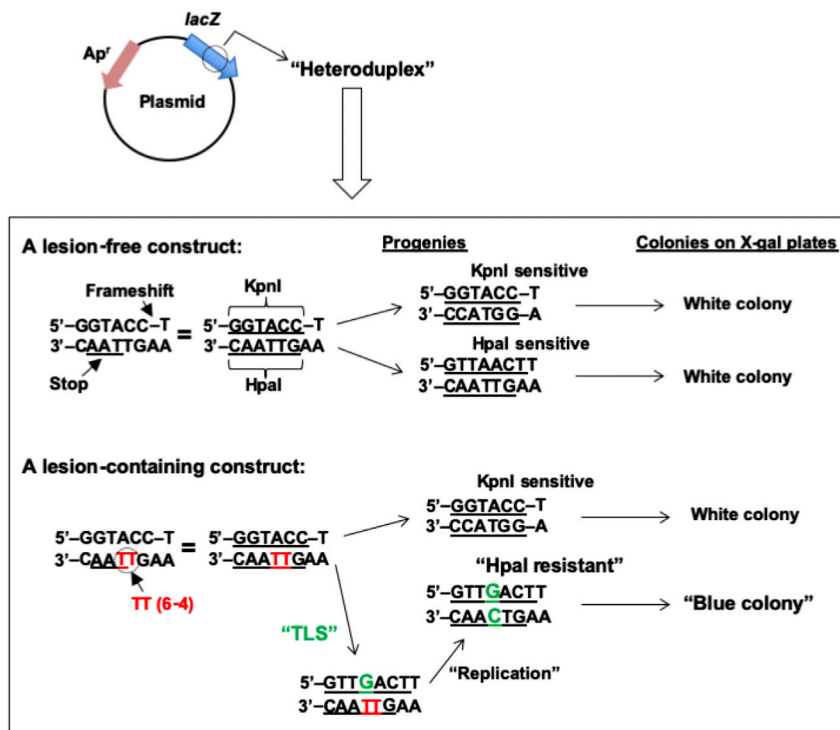 lacZ
Apʳ
"Heteroduplex"
Plasmid
A lesion-free construct:
Progenies
Colonies on X-gal plates
KpnI sensitive
Frameshift
KpnI
5'–GGTACC–T
3'–CCATGG–A
White colony
5'–GGTACC–T = 5'–GGTACC–T
3'–CAATTGAA 3'–CAATTGAA
HpaI sensitive
Stop
HpaI
5'–GTTAACTT
3'–CAATTGAA
White colony
A lesion-containing construct:
KpnI sensitive
5'–GGTACC–T
3'–CCATGG–A
White colony
5'–GGTACC–T = 5'–GGTACC–T
3'–CAATTGAA 3'–CAATTGAA
"HpaI resistant"
TT (6-4)
5'–GTTGACTT
3'–CAACTGAA
"Blue colony"
"TLS"
"Replication"
5'–GTTGACTT
3'–CAATTGAA